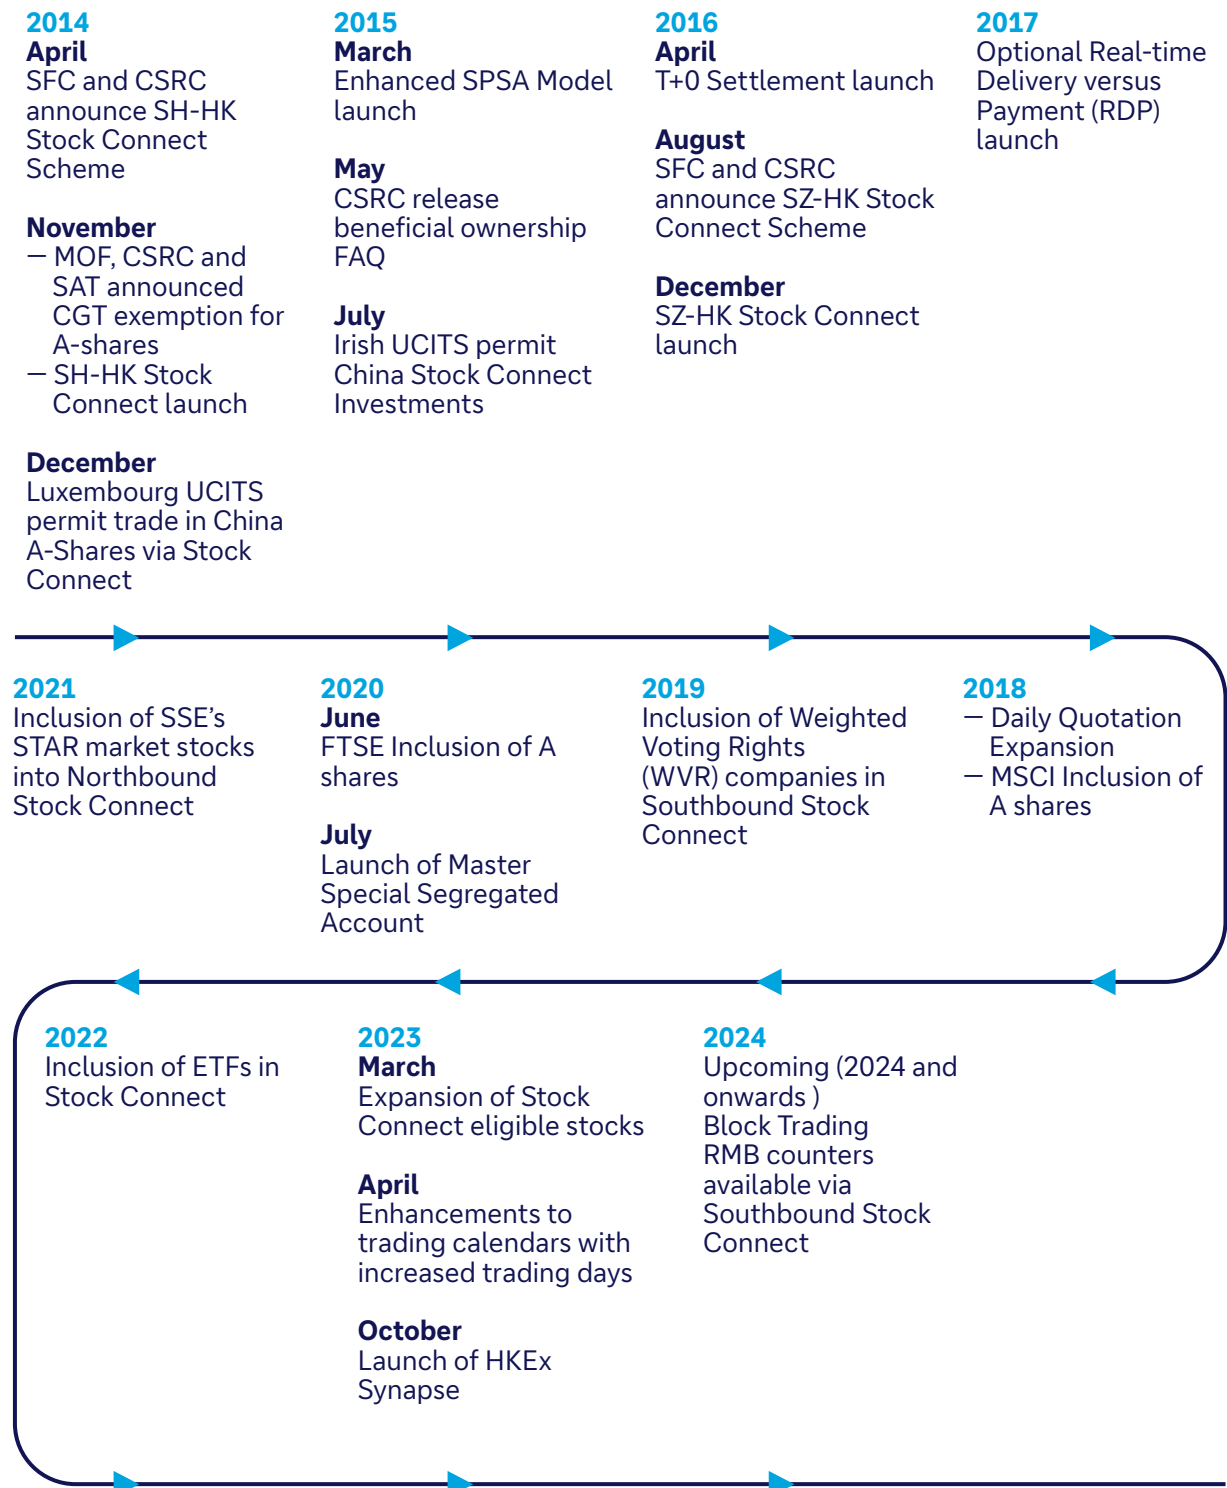 2014
April
SFC and CSRC
announce SH-HK
Stock Connect
Scheme
November
— MOF, CSRC and
SAT announced
CGT exemption for
A-shares
— SH-HK Stock
Connect launch
December
Luxembourg UCITS
permit trade in China
A-Shares via Stock
Connect
2015
March
Enhanced SPSA Model
launch
May
CSRC release
beneficial ownership
FAQ
July
Irish UCITS permit
China Stock Connect
Investments
2016
April
T+0 Settlement launch
August
SFC and CSRC
announce SZ-HK Stock
Connect Scheme
December
SZ-HK Stock Connect
launch
2017
Optional Real-time
Delivery versus
Payment (RDP)
launch
2018
— Daily Quotation
Expansion
— MSCI Inclusion of
A shares
2019
Inclusion of Weighted
Voting Rights
(WVR) companies in
Southbound Stock
Connect
2020
June
FTSE Inclusion of A
shares
July
Launch of Master
Special Segregated
Account
2021
Inclusion of SSE’s
STAR market stocks
into Northbound
Stock Connect
2022
Inclusion of ETFs in
Stock Connect
2023
March
Expansion of Stock
Connect eligible stocks
April
Enhancements to
trading calendars with
increased trading days
October
Launch of HKEx
Synapse
2024
Upcoming (2024 and
onwards )
Block Trading
RMB counters
available via
Southbound Stock
Connect